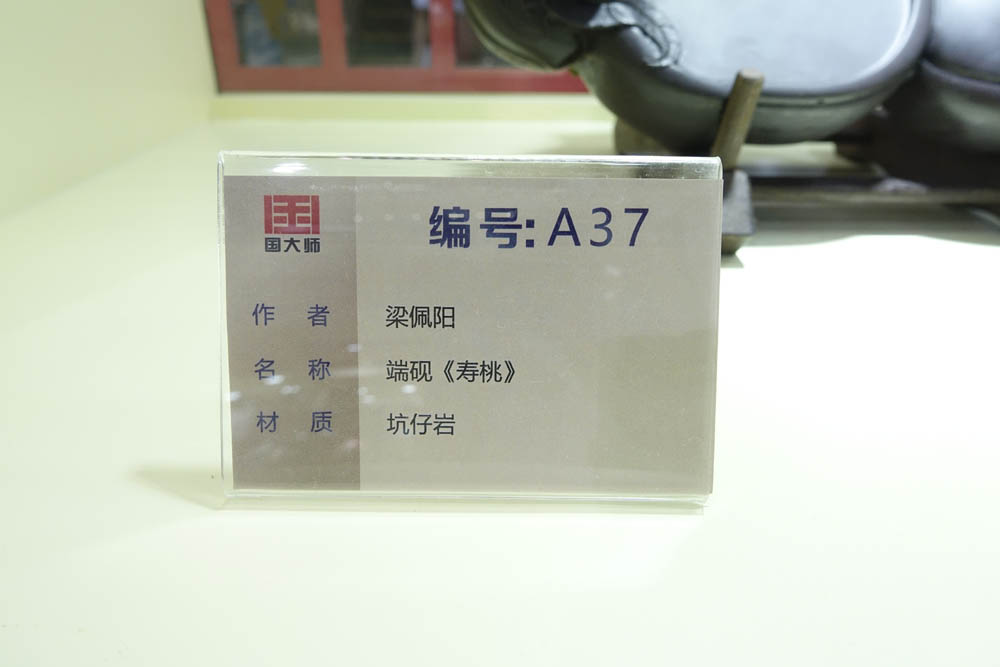 国大师
编号:A37
作 者 梁佩阳
名 称 端砚《寿桃》
材 质 坑仔岩